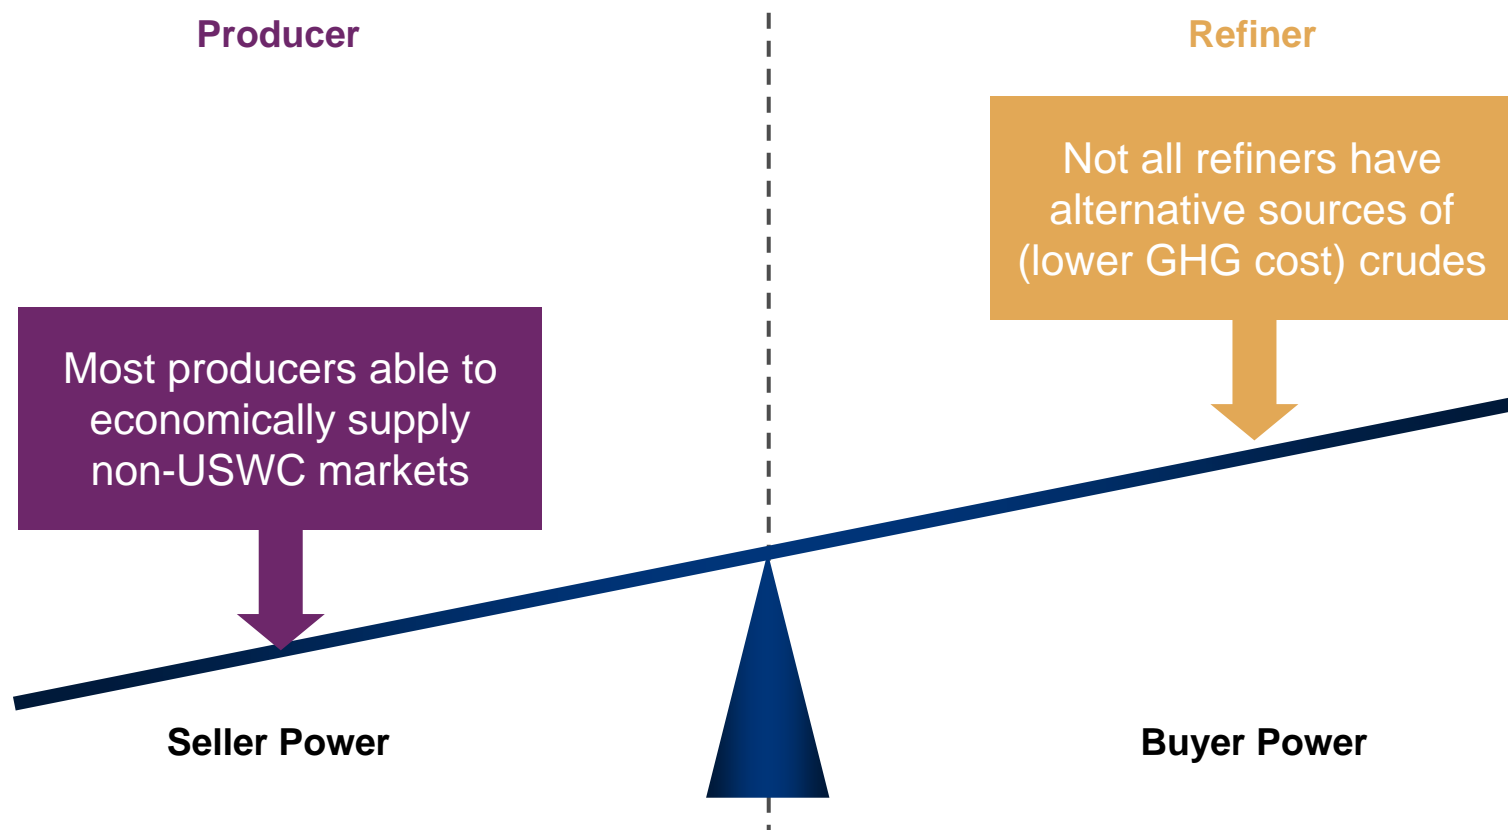 Producer
Refiner
Not all refiners have
alternative sources of
(lower GHG cost) crudes
Most producers able to
economically supply
non-USWC markets
Seller Power
Buyer Power